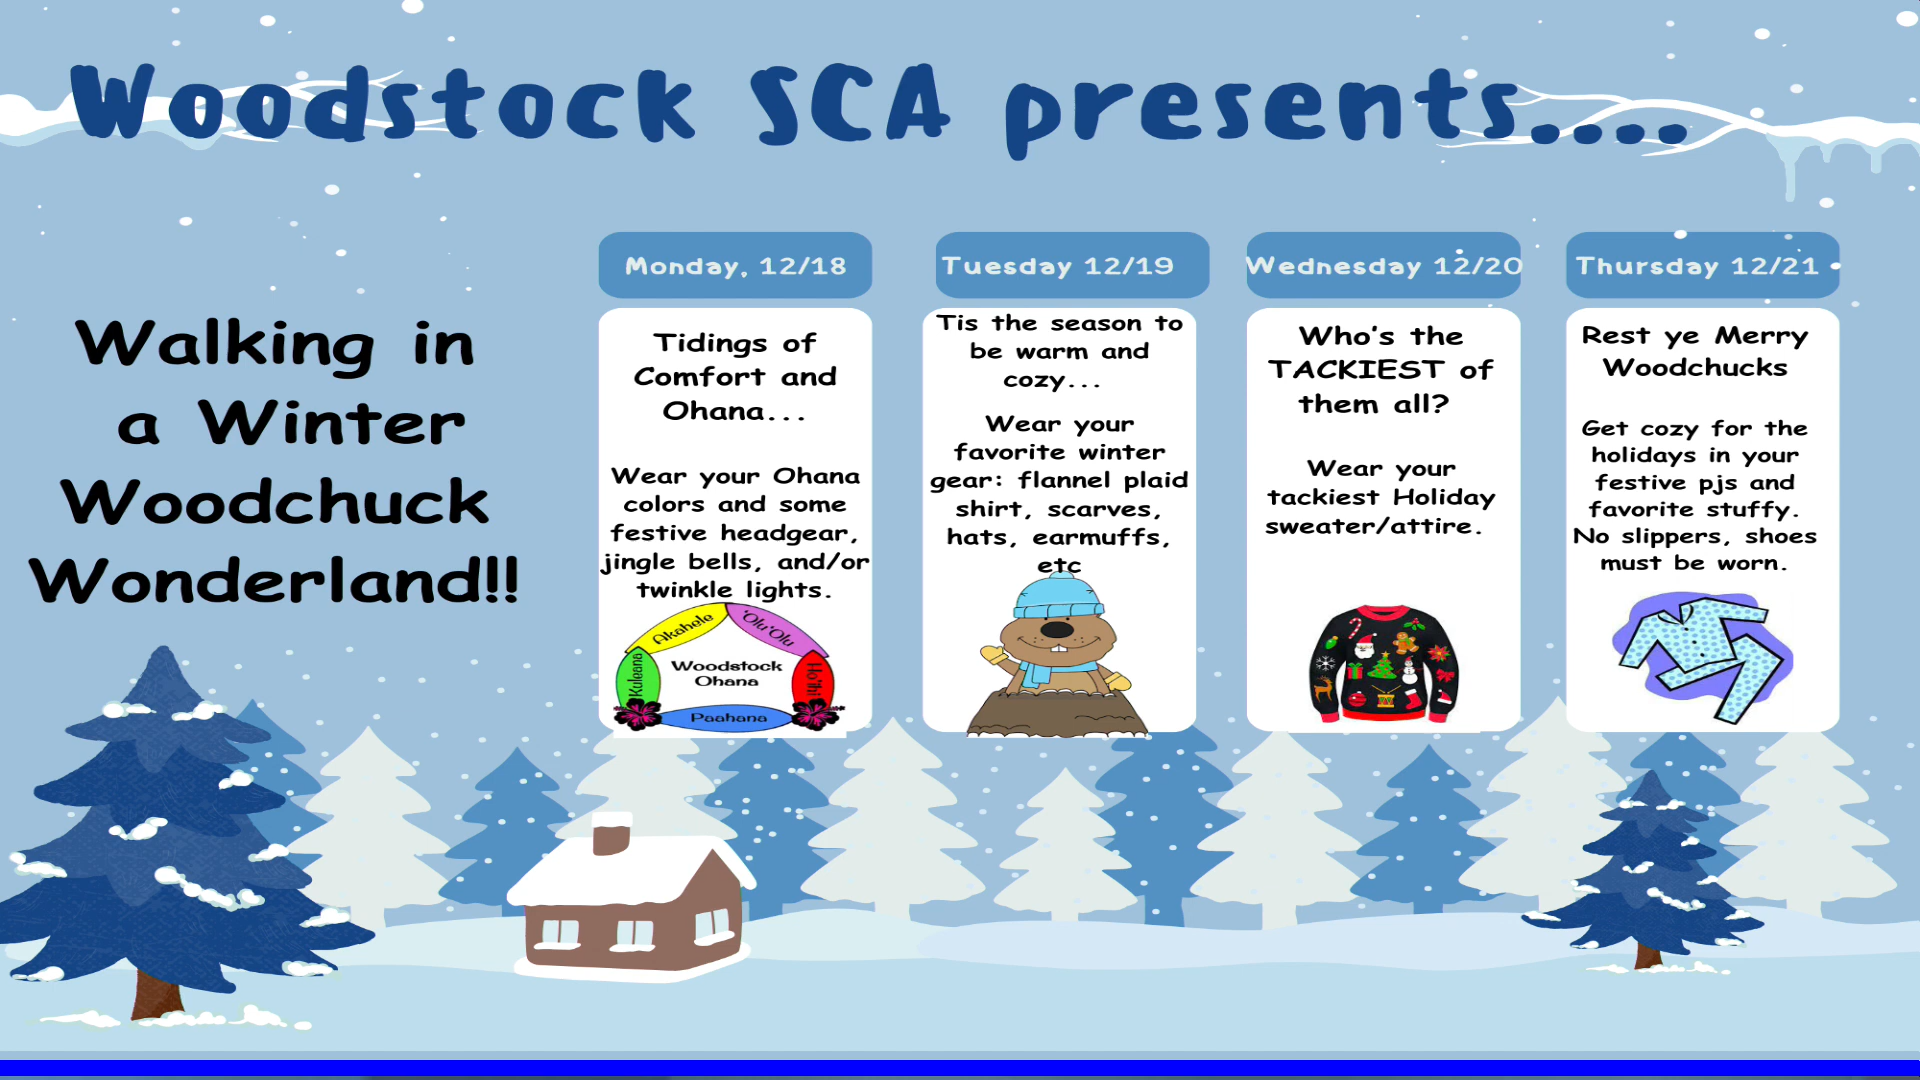 Woodstock SCA presents....
Walking in
a Winter
Woodchuck
Wonderland!!
Monday, 12/18
Tidings of
Comfort and
Ohana...
Wear your Ohana
colors and some
festive headgear,
jingle bells, and/or
twinkle lights.
Akahele
'Olu'Olu
Kuleana
Woodstock
Ohana
Ho'ihi
Paahana
Tuesday 12/19
Tis the season to
be warm and
cozy...
Wear your
favorite winter
gear: flannel plaid
shirt, scarves,
hats, earmuffs,
etc
Wednesday 12/20
Who's the
TACKIEST of
them all?
Wear your
tackiest Holiday
sweater/attire.
Thursday 12/21
Rest ye Merry
Woodchucks
Get cozy for the
holidays in your
festive pjs and
favorite stuffy.
No slippers, shoes
must be worn.